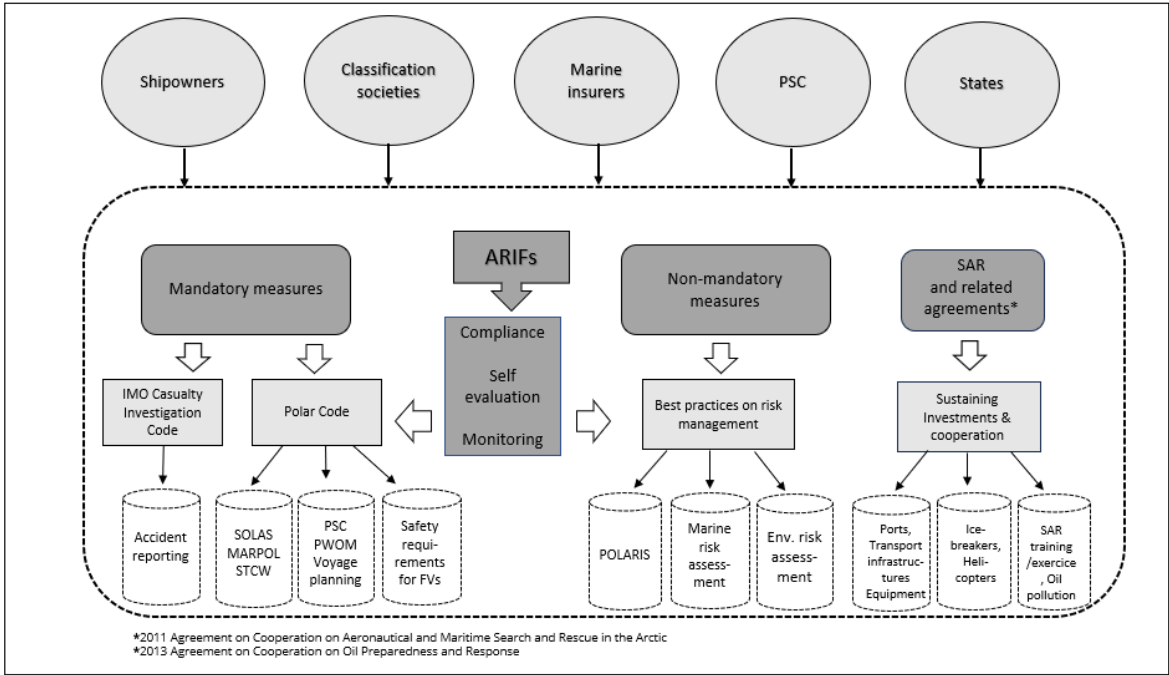 Shipowners
Classification
societies
Marine
insurers
PSC
States
Mandatory measures
ARIFs
Non-mandatory
measures
SAR
and related
agreements*
IMO Casualty
Investigation
Code
Polar Code
Compliance
Self
evaluation
Monitoring
Best practices on risk
management
Sustaining
Investments &
cooperation
Accident
reporting
SOLAS
MARPOL
STCW
PSC
PWOM
Voyage
planning
Safety
requi-
rements
for FVs
POLARIS
Marine
risk
assess-
ment
Env. risk
assess-
ment
Ports,
Transport
infrastruc-
tures
Equipment
Ice-
breakers,
Heli-
copters
SAR
training
/exercice
, Oil
pollution
*2011 Agreement on Cooperation on Aeronautical and Maritime Search and Rescue in the Arctic
*2013 Agreement on Cooperation on Oil Preparedness and Response